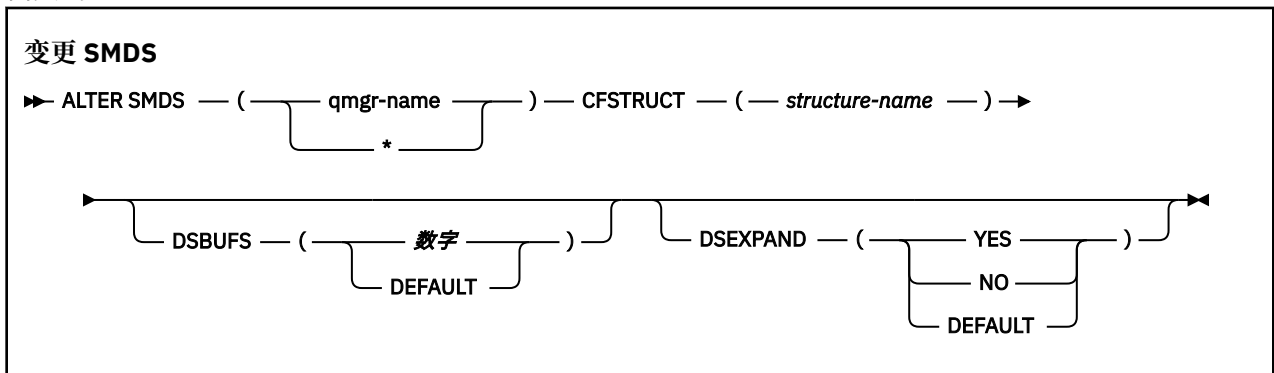 变更 SMDS
ALTER SMDS ( qmgr-name ) CFSTRUCT ( structure-name )
*
DSBUFS ( 数字 ) DSEXPAND ( YES )
DEFAULT NO
DEFAULT